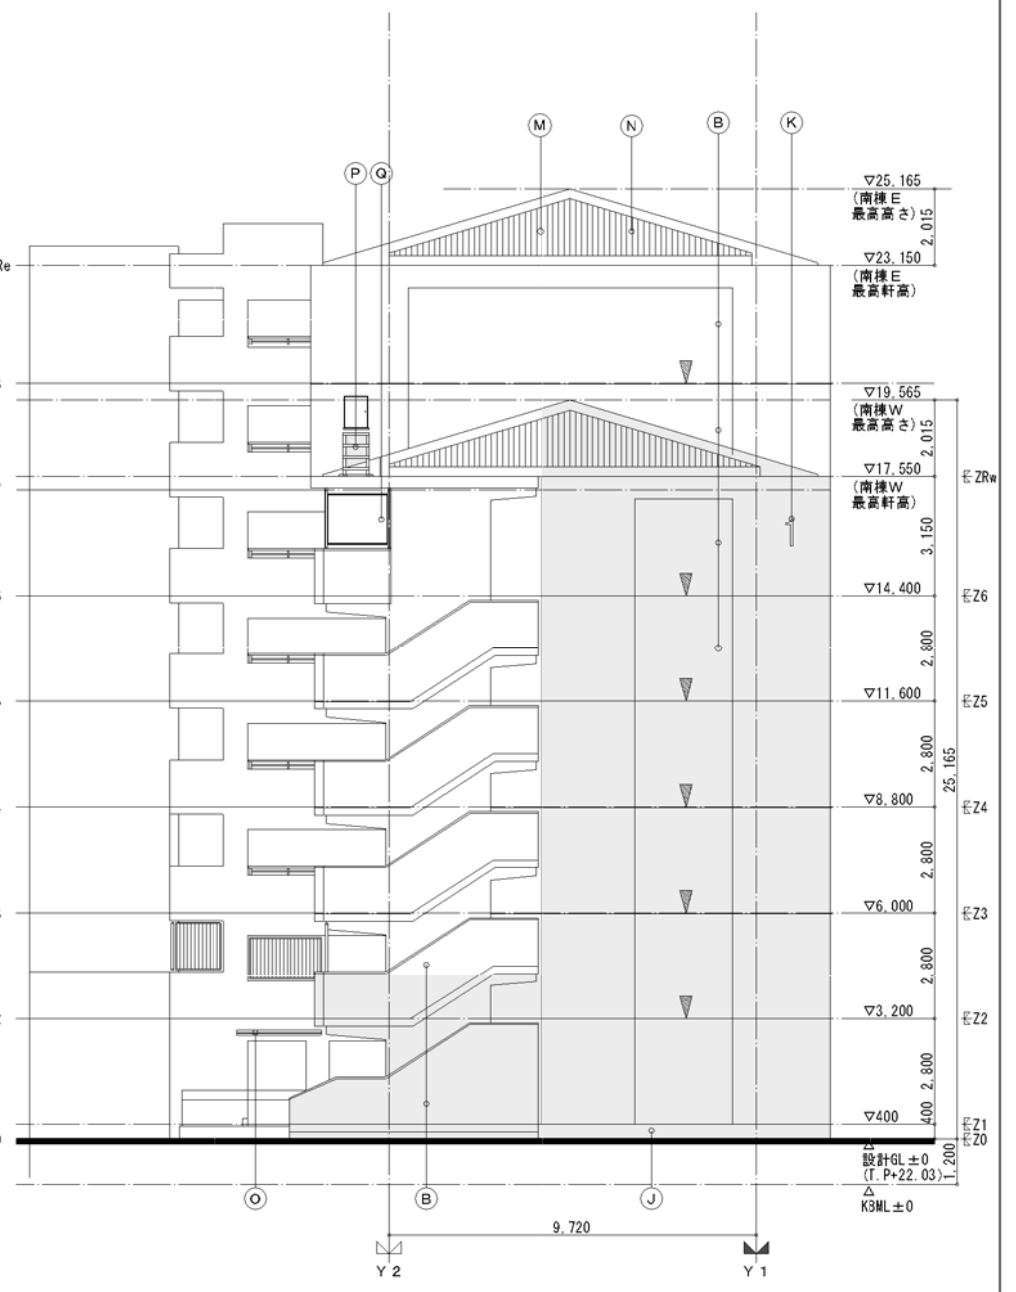 M
N
B
K
P
Q
▽25,165
(南棟E
最高高さ)
2,015
Re
▽23,150
(南棟E
最高軒高)
▽19,565
(南棟W
最高高さ)
2,015
▽17,550
ZRw
(南棟W
最高軒高)
3,150
▽14,400
Z6
2,800
▽11,600
Z5
2,800
25,165
▽8,800
Z4
2,800
▽6,000
Z3
2,800
▽3,200
Z2
2,800
▽400
400
Z1
Z0
設計GL±0
(T.P+22.03)
1,200
KBML±0
O
B
J
9,720
Y2
Y1